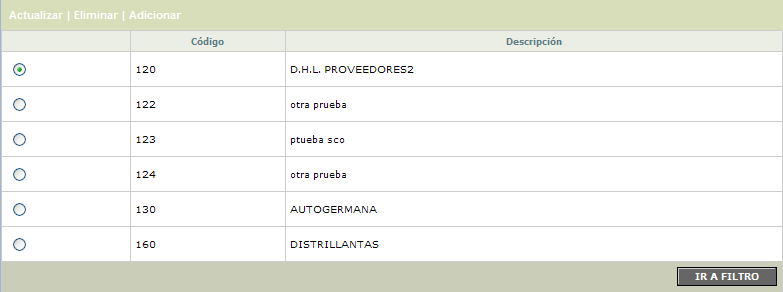 Actualizar | Eliminar | Adicionar
Código Descripción
120 D.H.L. PROVEEDORES2
122 otra prueba
123 ptueba sco
124 otra prueba
130 AUTOGERMANA
160 DISTRILLANTAS
IR A FILTRO